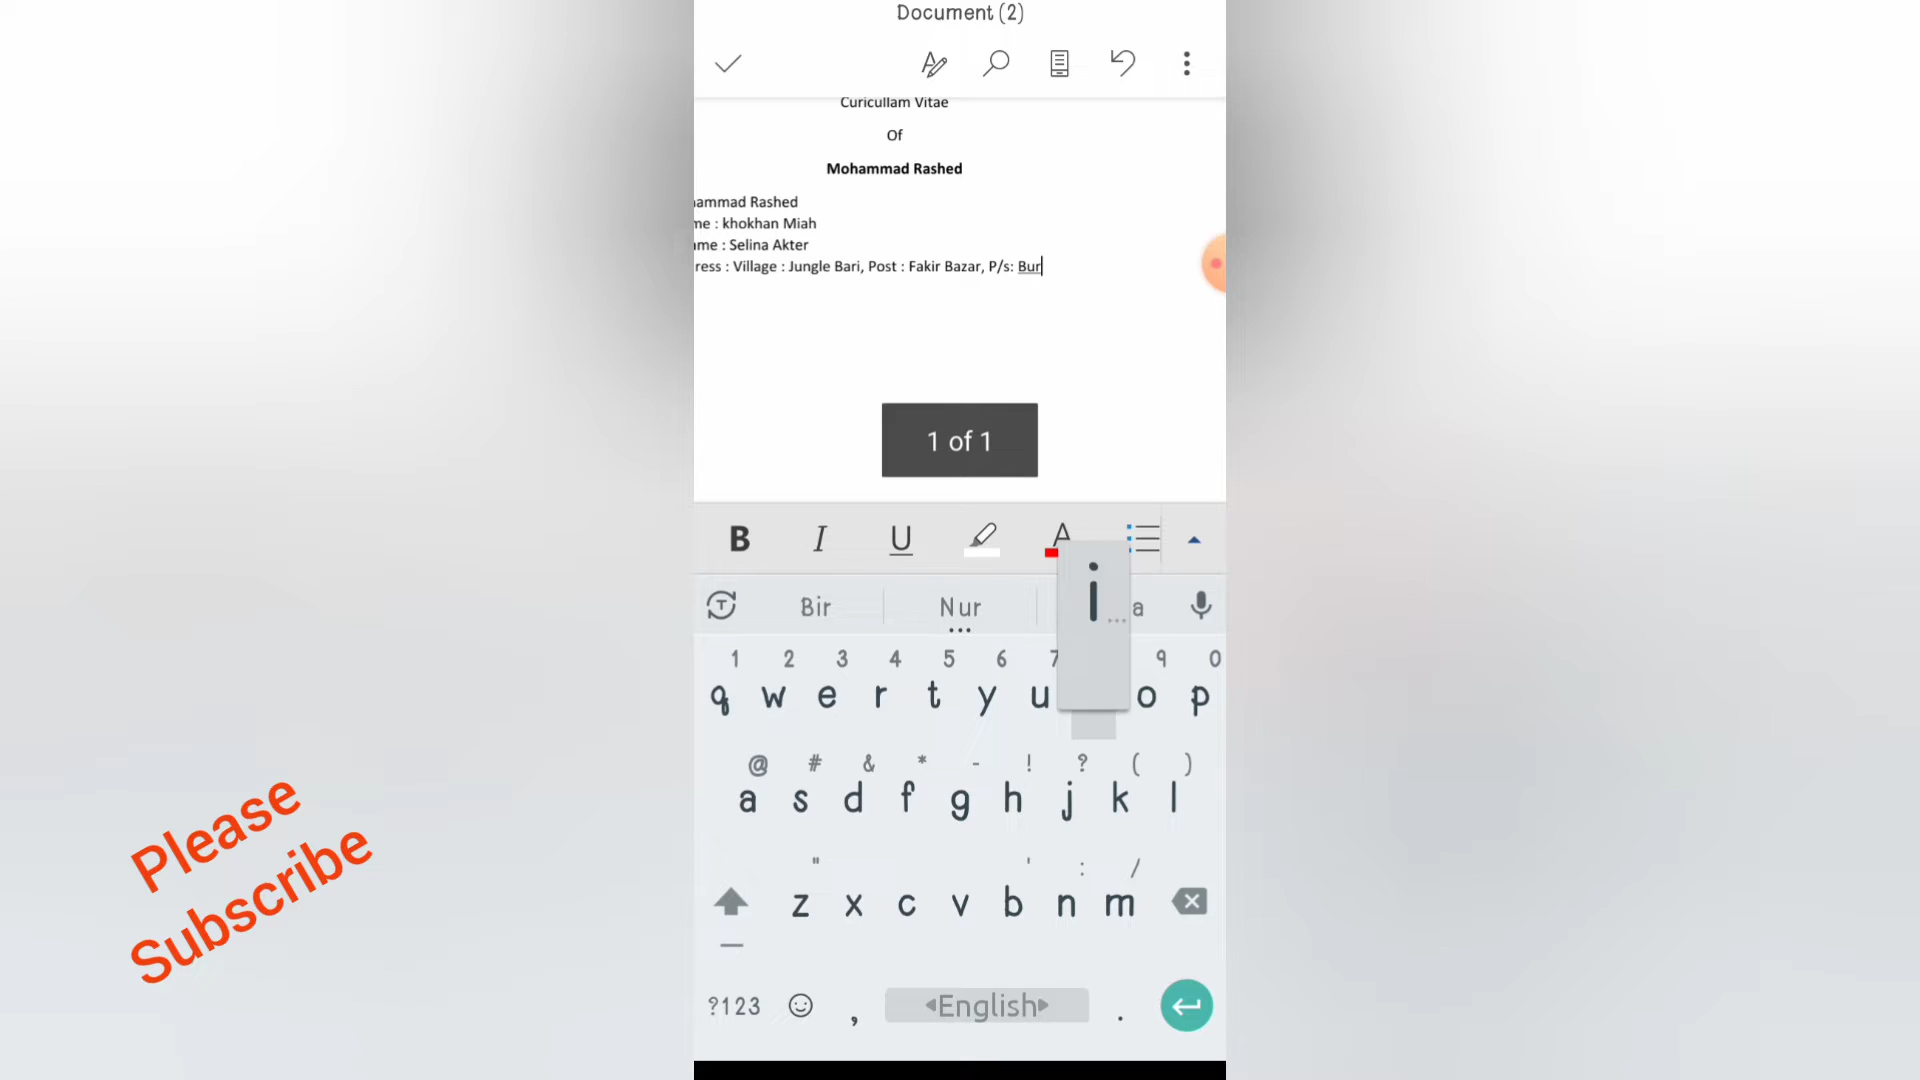 Document (2)
Curicullam Vitae
Of
Mohammad Rashed
ammad Rashed
me : khokhan Miah
ame : Selina Akter
ress : Village : Jungle Bari, Post : Fakir Bazar, P/s: Bur
1 of 1
B I U A
Bir Nur a
i
1 2 3 4 5 6 7 9 0
q w e r t y u o p
@ # & * - ! ? ( )
a s d f g h j k l
" ' : /
z x c v b n m
?123 , English .
Please
Subscribe